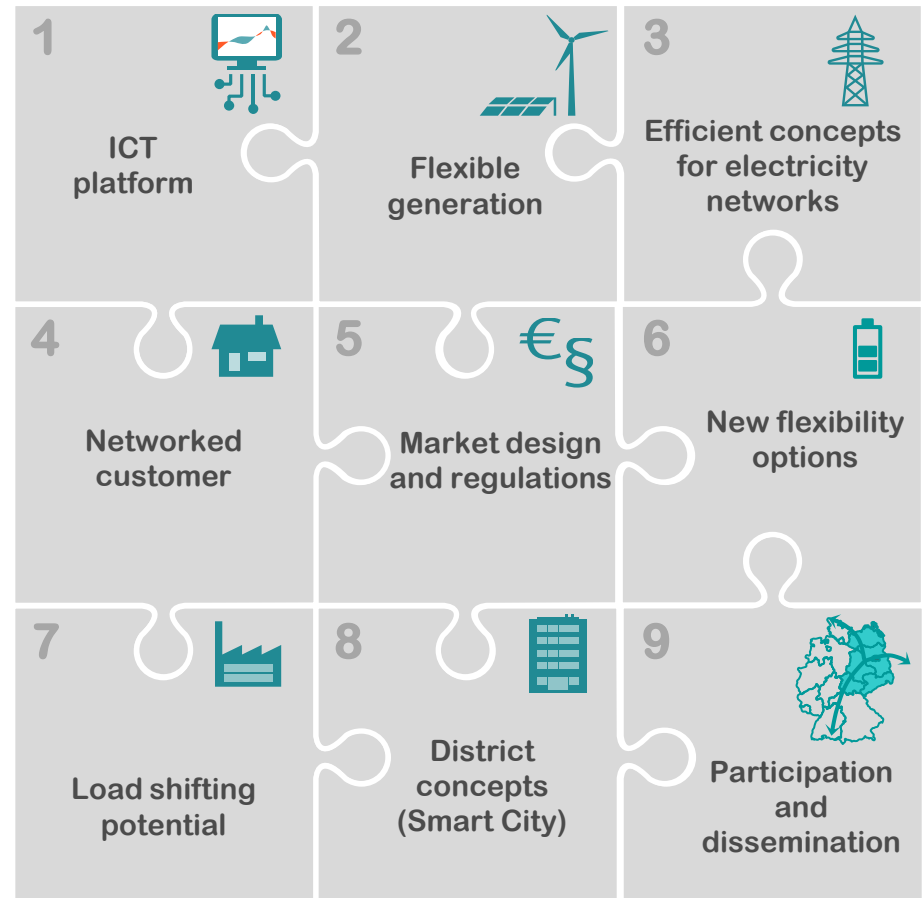 1
ICT
platform
2
Flexible
generation
3
Efficient concepts
for electricity
networks
4
Networked
customer
5
€§
Market design
and regulations
6
New flexibility
options
7
Load shifting
potential
8
District
concepts
(Smart City)
9
Participation
and
dissemination